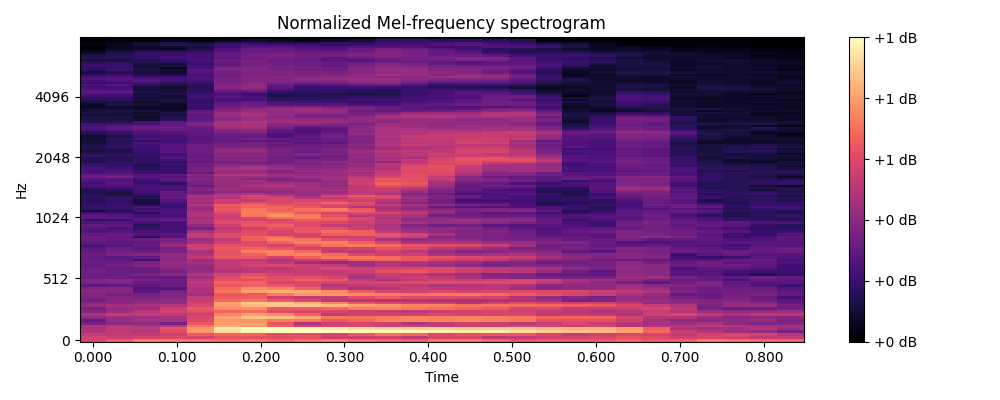 Normalized Mel-frequency spectrogram
Hz
4096
2048
1024
512
0
0.000 0.100 0.200 0.300 0.400 0.500 0.600 0.700 0.800
Time
+1 dB
+1 dB
+1 dB
+0 dB
+0 dB
+0 dB